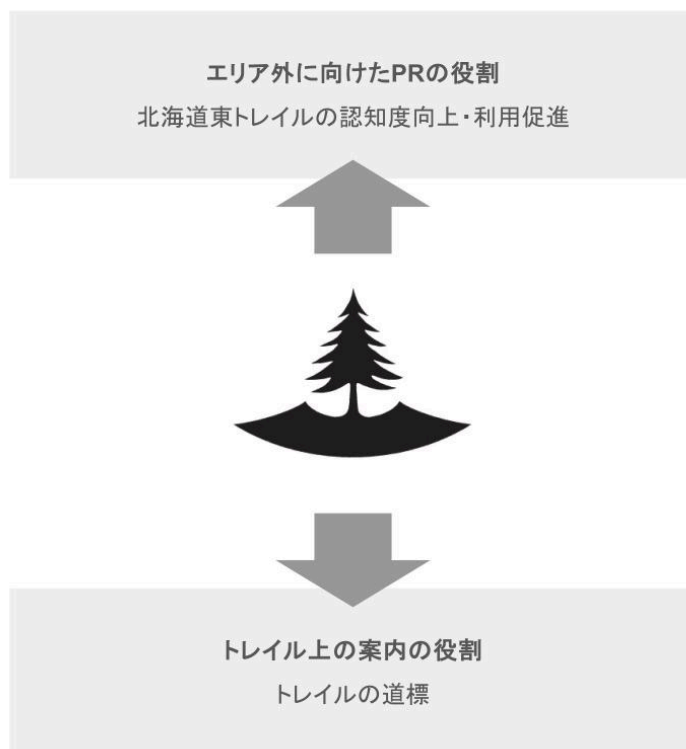 エリア外に向けたPRの役割
北海道東トレイルの認知度向上・利用促進
トレイル上の案内の役割
トレイルの道標